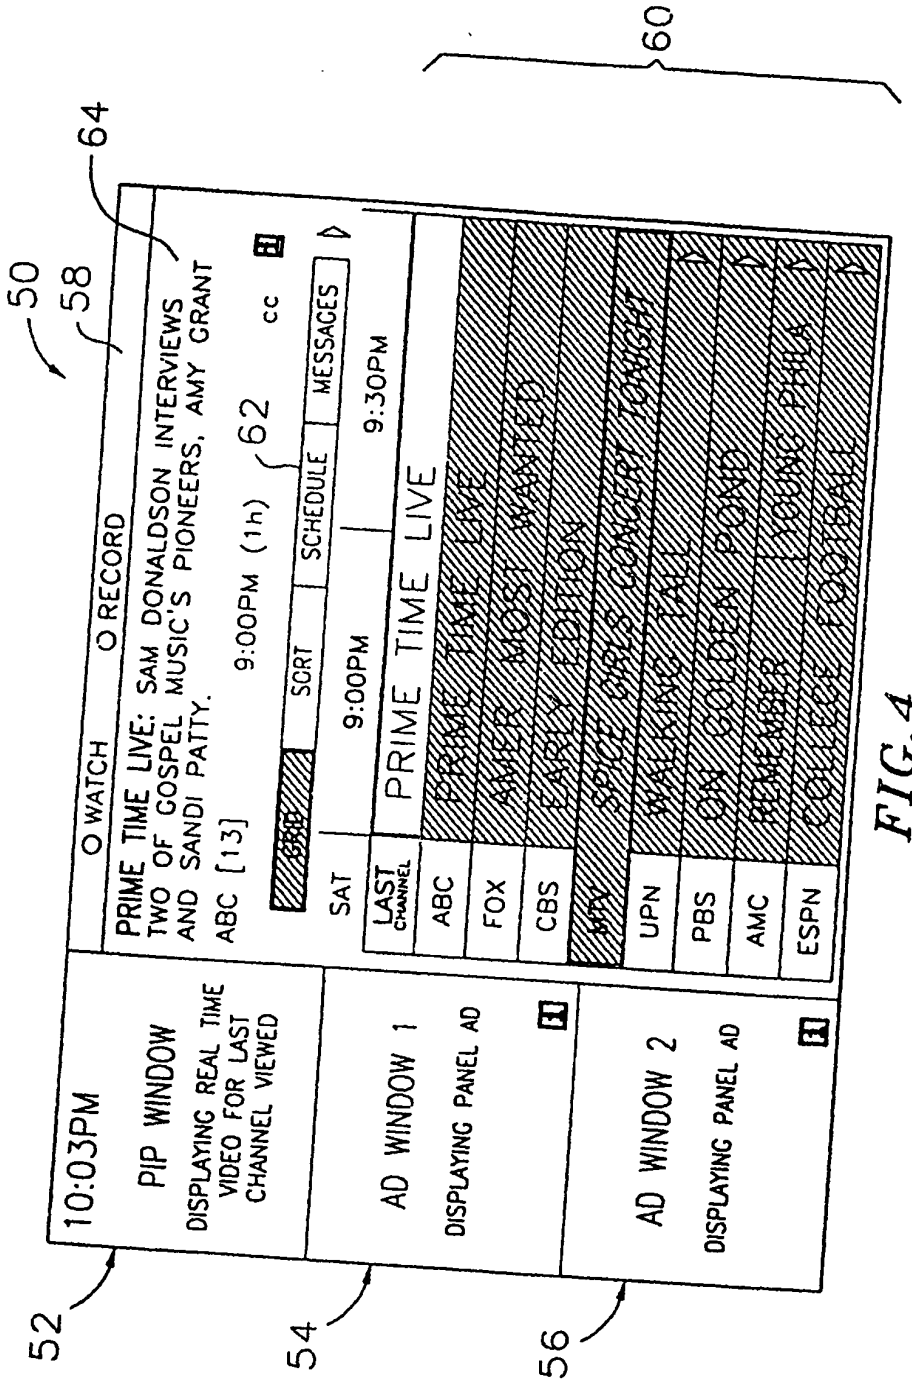 50
58
64
10:03PM
PIP WINDOW
DISPLAYING REAL TIME
VIDEO FOR LAST
CHANNEL VIEWED
52
AD WINDOW 1
DISPLAYING PANEL AD
i
54
AD WINDOW 2
DISPLAYING PANEL AD
i
56
O WATCH O RECORD
PRIME TIME LIVE: SAM DONALDSON INTERVIEWS
TWO OF GOSPEL MUSIC'S PIONEERS, AMY GRANT
AND SANDI PATTY.
ABC [13] 9:00PM (1h) cc i
62
GRID SORT SCHEDULE MESSAGES
SAT 9:00PM 9:30PM
LAST CHANNEL PRIME TIME LIVE
ABC PRIME TIME LIVE
FOX AMER. MOST WANTED
CBS EARLY EDITION
MTV SPICE GIRLS CONCERT TONIGHT
UPN WALKING TALL
PBS ON GOLDEN POND
AMC REMEMBER YOUNG PHILA
ESPN COLLEGE FOOTBALL
60
FIG.4